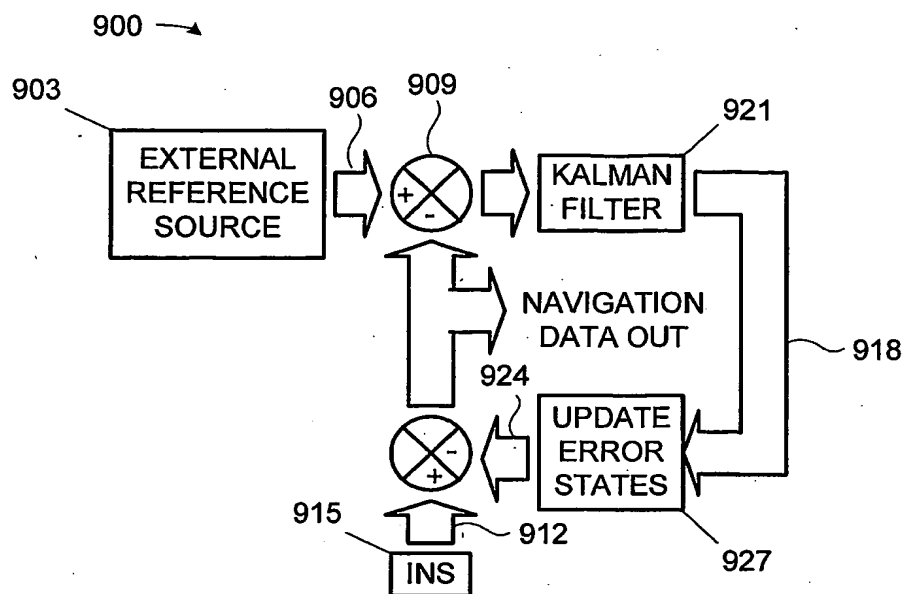 900
903
906
909
921
EXTERNAL
REFERENCE
SOURCE
+
-
KALMAN
FILTER
NAVIGATION
DATA OUT
918
924
-
+
UPDATE
ERROR
STATES
915
912
927
INS